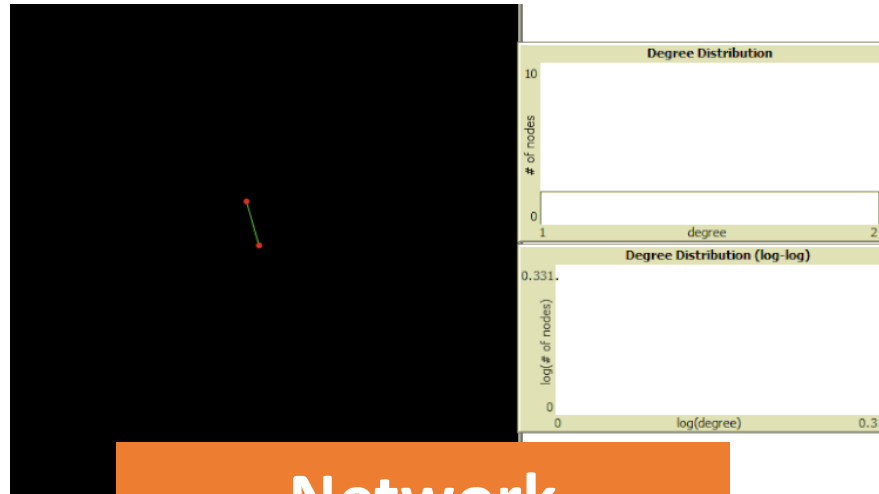 Degree Distribution
10
# of nodes
0
1 degree 2
Degree Distribution (log-log)
0.331
log(# of nodes)
0
0 log(degree) 0.3
Network